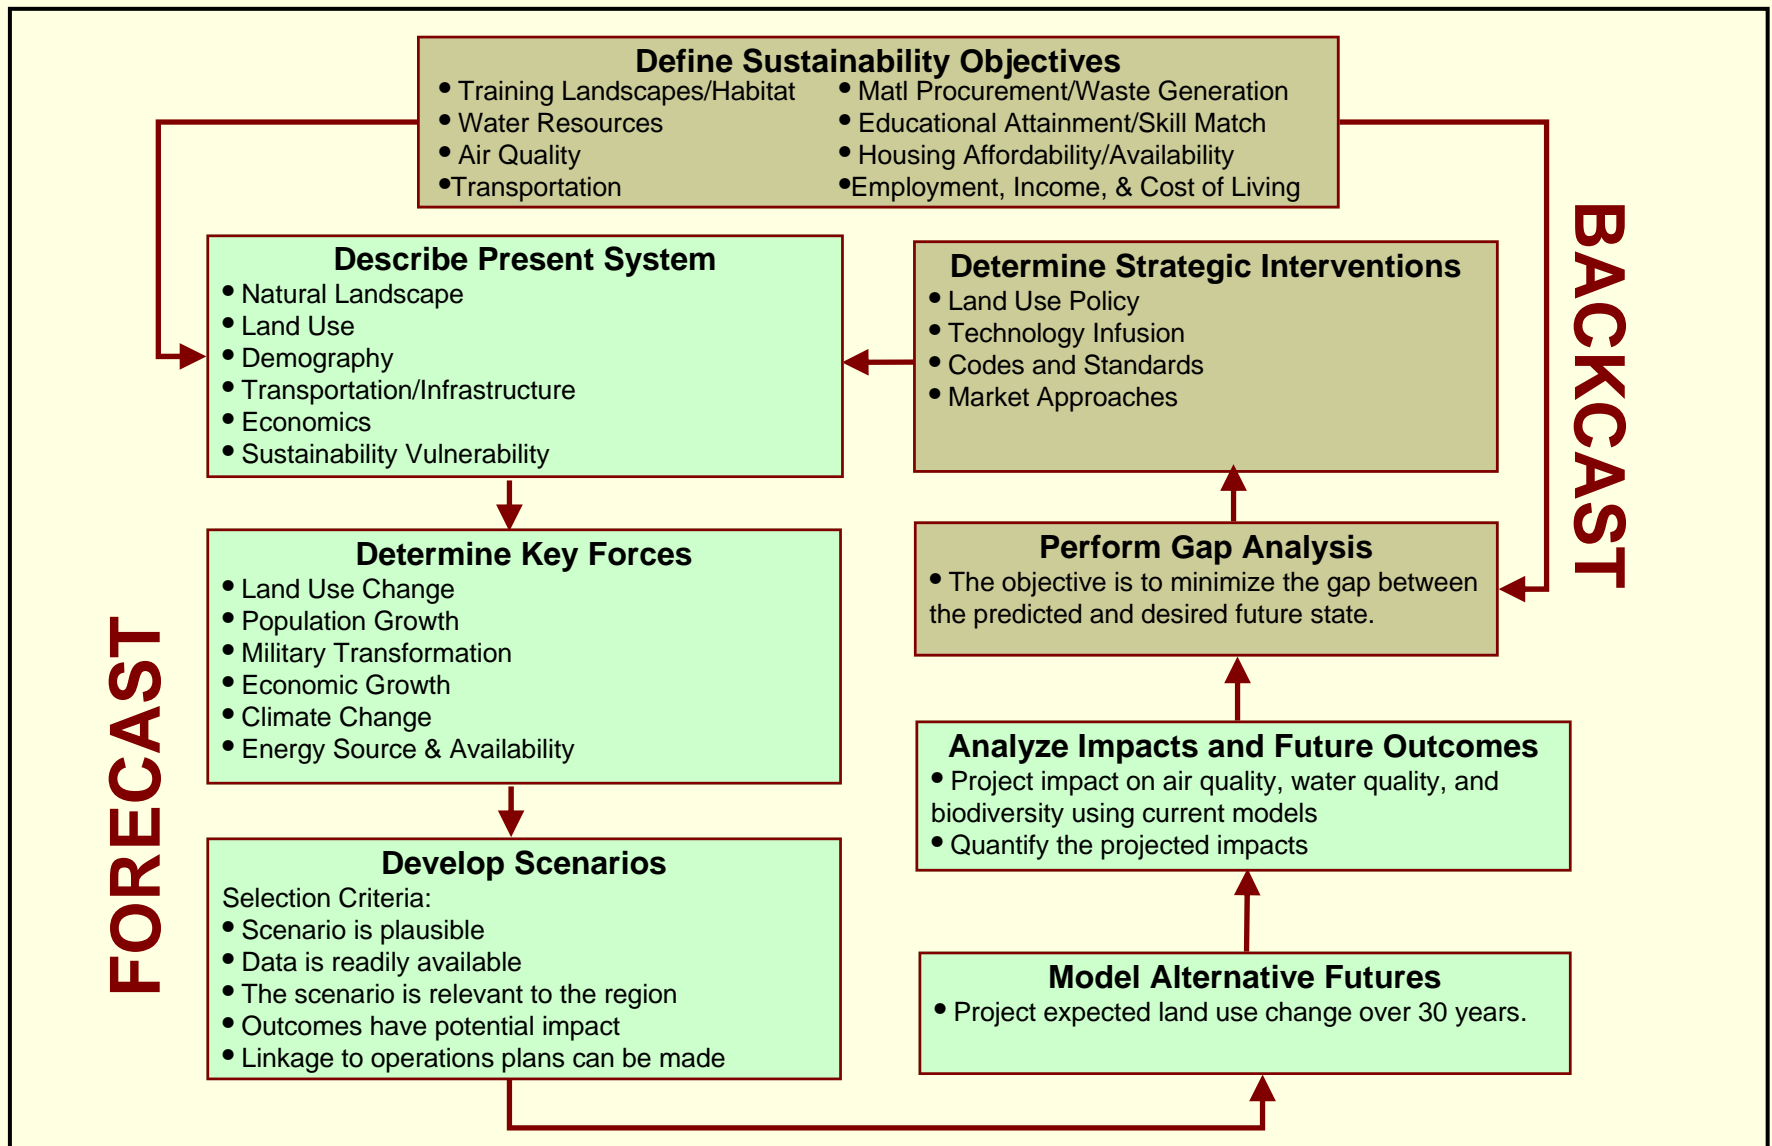 Define Sustainability Objectives
• Training Landscapes/Habitat
• Water Resources
• Air Quality
•Transportation
• Matl Procurement/Waste Generation
• Educational Attainment/Skill Match
• Housing Affordability/Availability
•Employment, Income, & Cost of Living
Describe Present System
• Natural Landscape
• Land Use
• Demography
• Transportation/Infrastructure
• Economics
• Sustainability Vulnerability
Determine Strategic Interventions
• Land Use Policy
• Technology Infusion
• Codes and Standards
• Market Approaches
BACKCAST
Determine Key Forces
• Land Use Change
• Population Growth
• Military Transformation
• Economic Growth
• Climate Change
• Energy Source & Availability
Perform Gap Analysis
• The objective is to minimize the gap between
the predicted and desired future state.
FORECAST
Develop Scenarios
Selection Criteria:
• Scenario is plausible
• Data is readily available
• The scenario is relevant to the region
• Outcomes have potential impact
• Linkage to operations plans can be made
Analyze Impacts and Future Outcomes
• Project impact on air quality, water quality, and
biodiversity using current models
• Quantify the projected impacts
Model Alternative Futures
• Project expected land use change over 30 years.